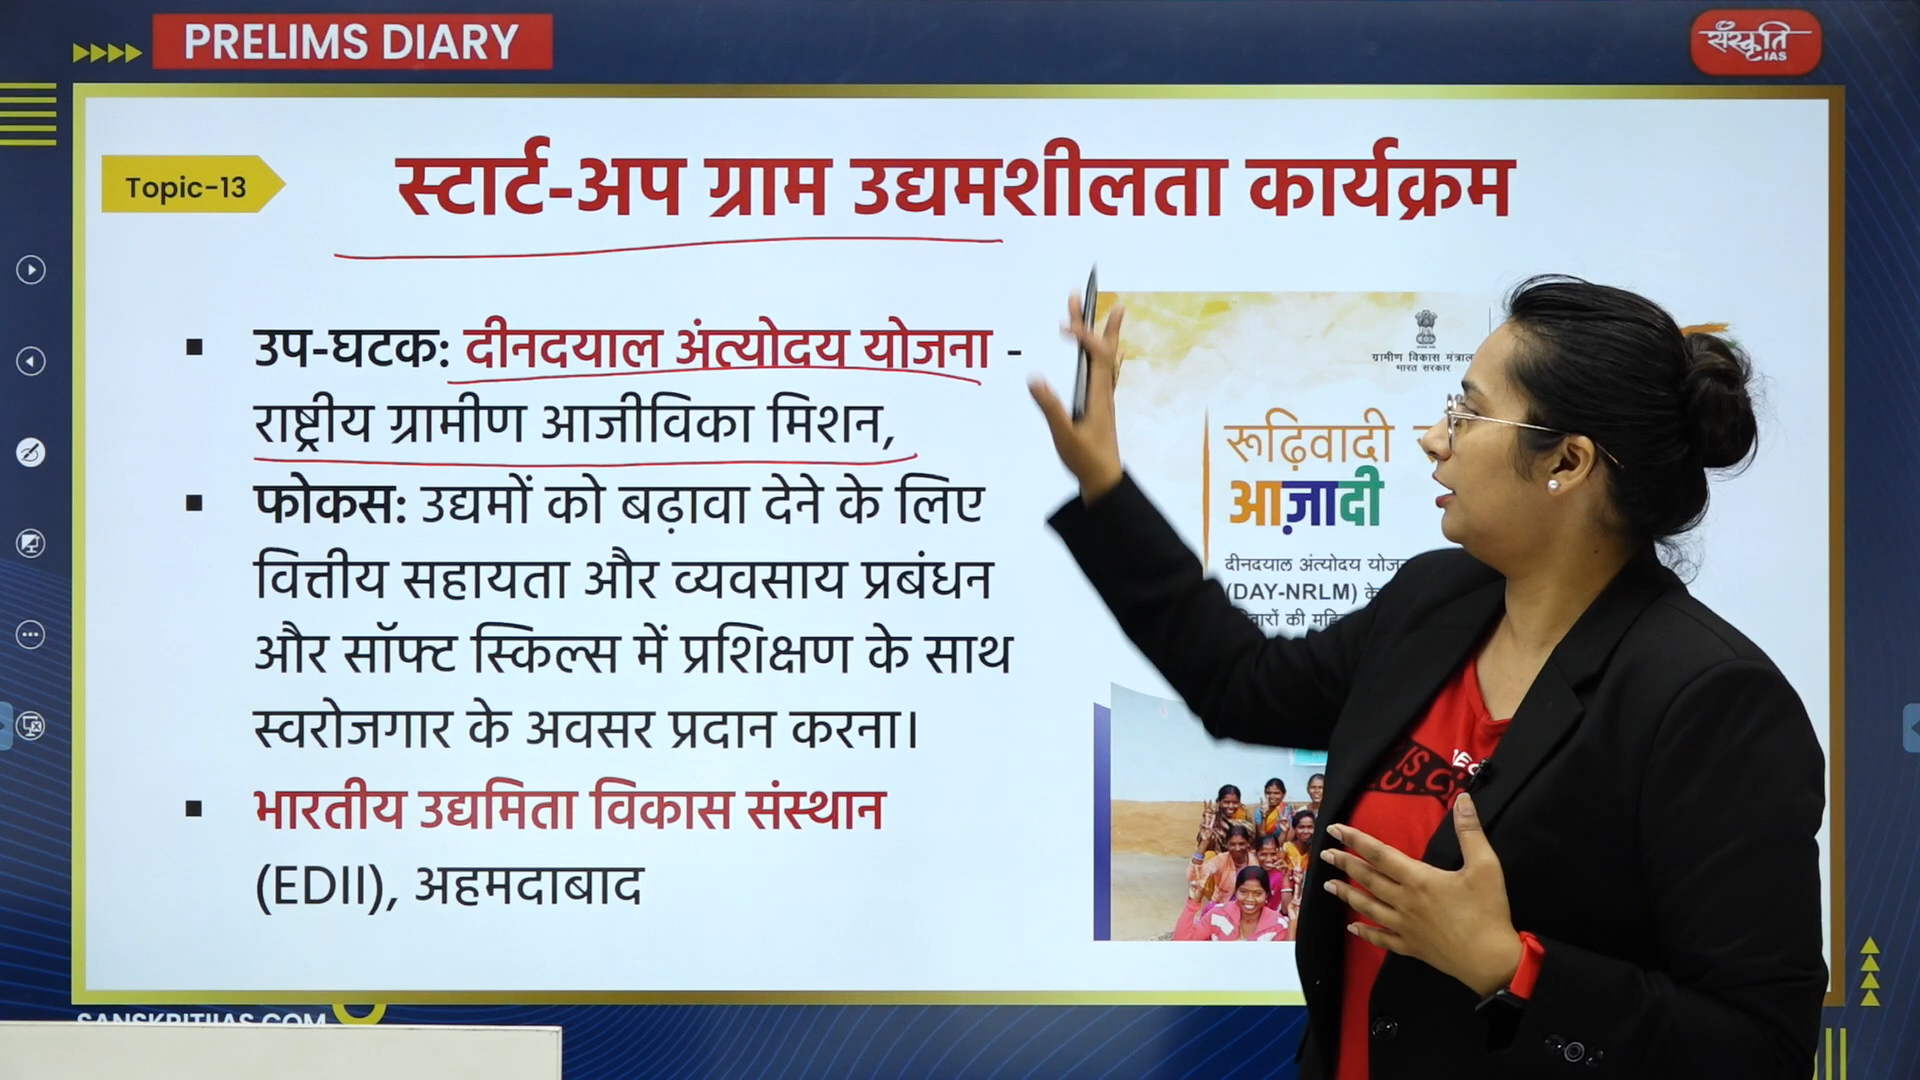 PRELIMS DIARY
संस्कृति
IAS
Topic-13
स्टार्ट-अप ग्राम उद्यमशीलता कार्यक्रम
▪ उप-घटक: दीनदयाल अंत्योदय योजना -
राष्ट्रीय ग्रामीण आजीविका मिशन,
▪ फोकस: उद्यमों को बढ़ावा देने के लिए
वित्तीय सहायता और व्यवसाय प्रबंधन
और सॉफ्ट स्किल्स में प्रशिक्षण के साथ
स्वरोजगार के अवसर प्रदान करना।
▪ भारतीय उद्यमिता विकास संस्थान
(EDII), अहमदाबाद
ग्रामीण विकास
भारत सरकार
रूढ़िवादी
आज़ादी
दीनदयाल अंत्योदय
(DAY-NRLM) के
की
SANSKRITIIAS.COM